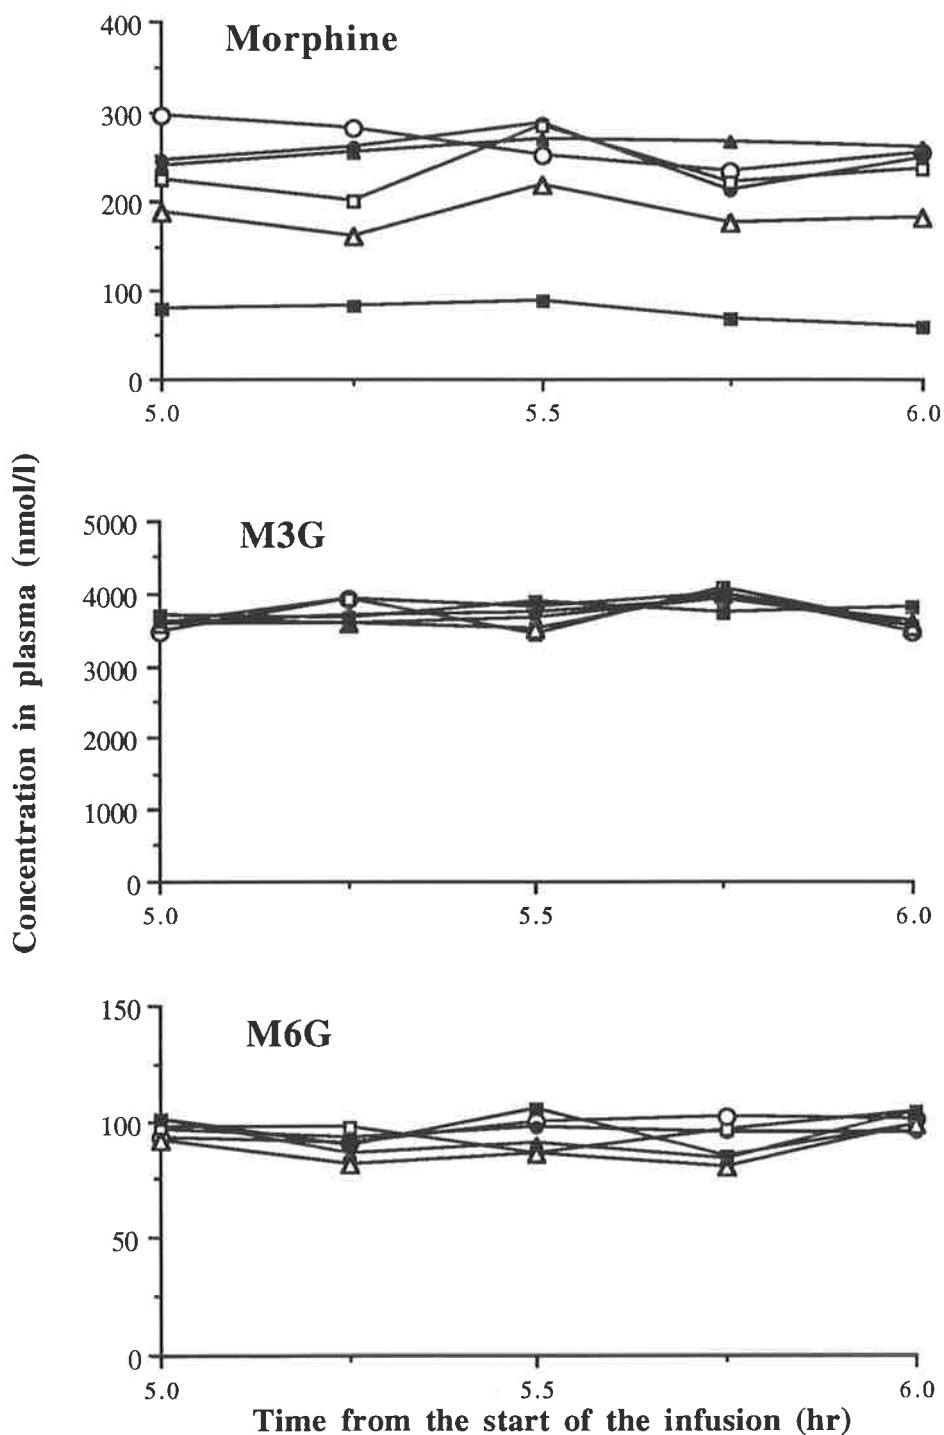 400
Morphine
300
200
100
0
5.0 5.5 6.0
Concentration in plasma (nmol/l)
5000
M3G
4000
3000
2000
1000
0
5.0 5.5 6.0
150
M6G
100
50
0
5.0 5.5 6.0
Time from the start of the infusion (hr)